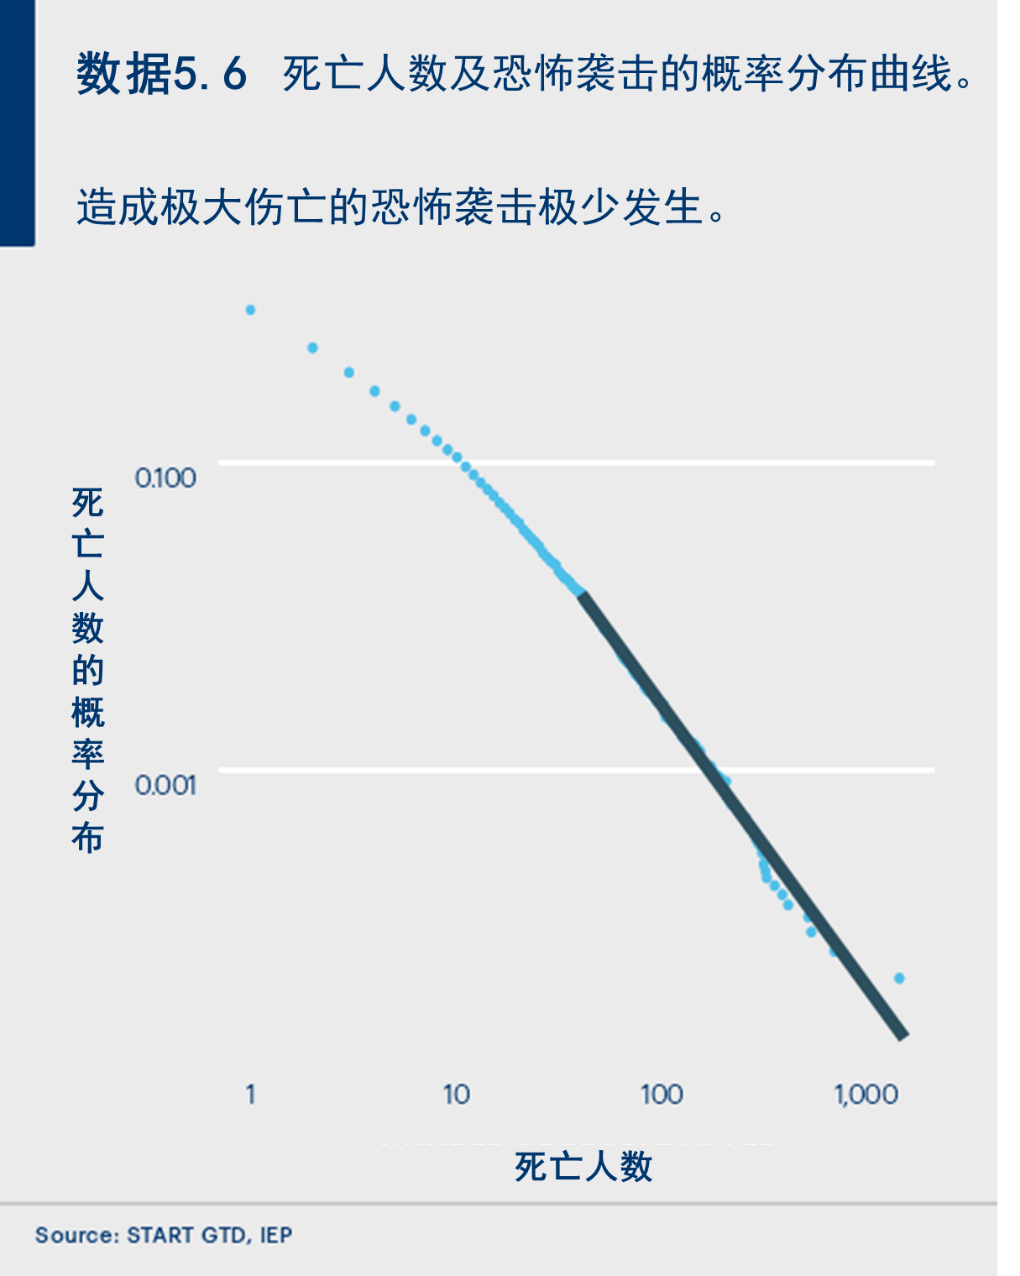 数据5.6 死亡人数及恐怖袭击的概率分布曲线。
造成极大伤亡的恐怖袭击极少发生。
死亡人数的概率分布
0.100
0.001
1 10 100 1,000
死亡人数
Source: START GTD, IEP